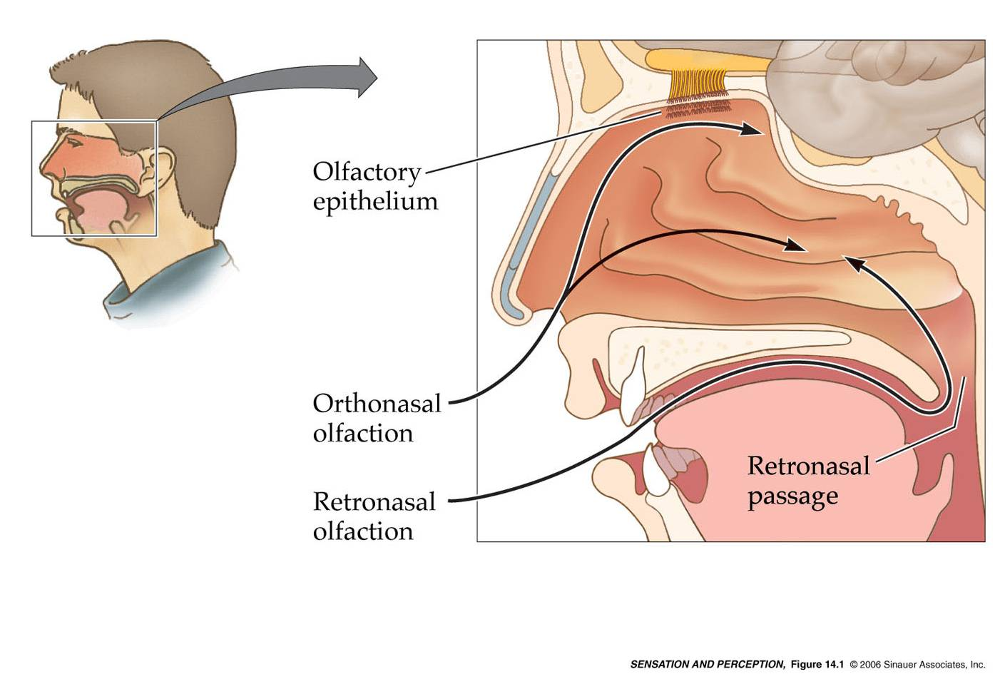 Olfactory
epithelium
Orthonasal
olfaction
Retronasal
olfaction
Retronasal
passage
SENSATION AND PERCEPTION, Figure 14.1 © 2006 Sinauer Associates, Inc.